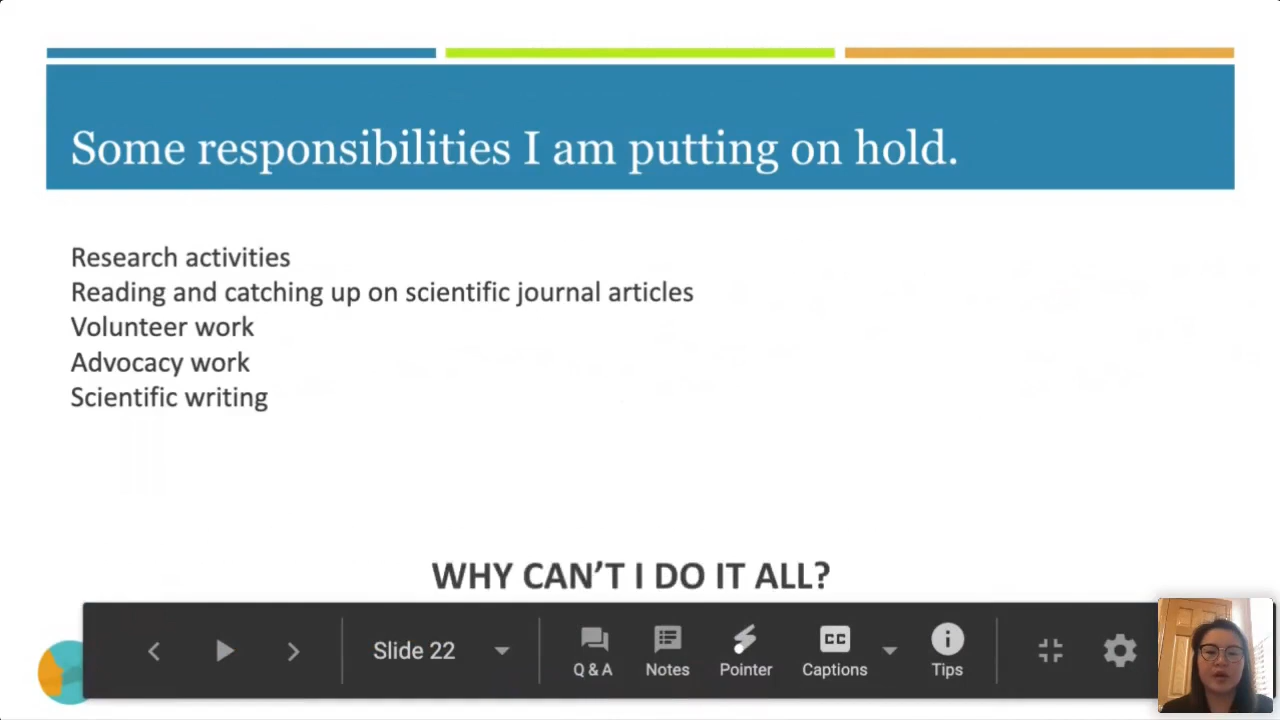 Some responsibilities I am putting on hold.
Research activities
Reading and catching up on scientific journal articles
Volunteer work
Advocacy work
Scientific writing
WHY CAN’T I DO IT ALL?
Slide 22
Q & A
Notes
Pointer
CC
Captions
Tips